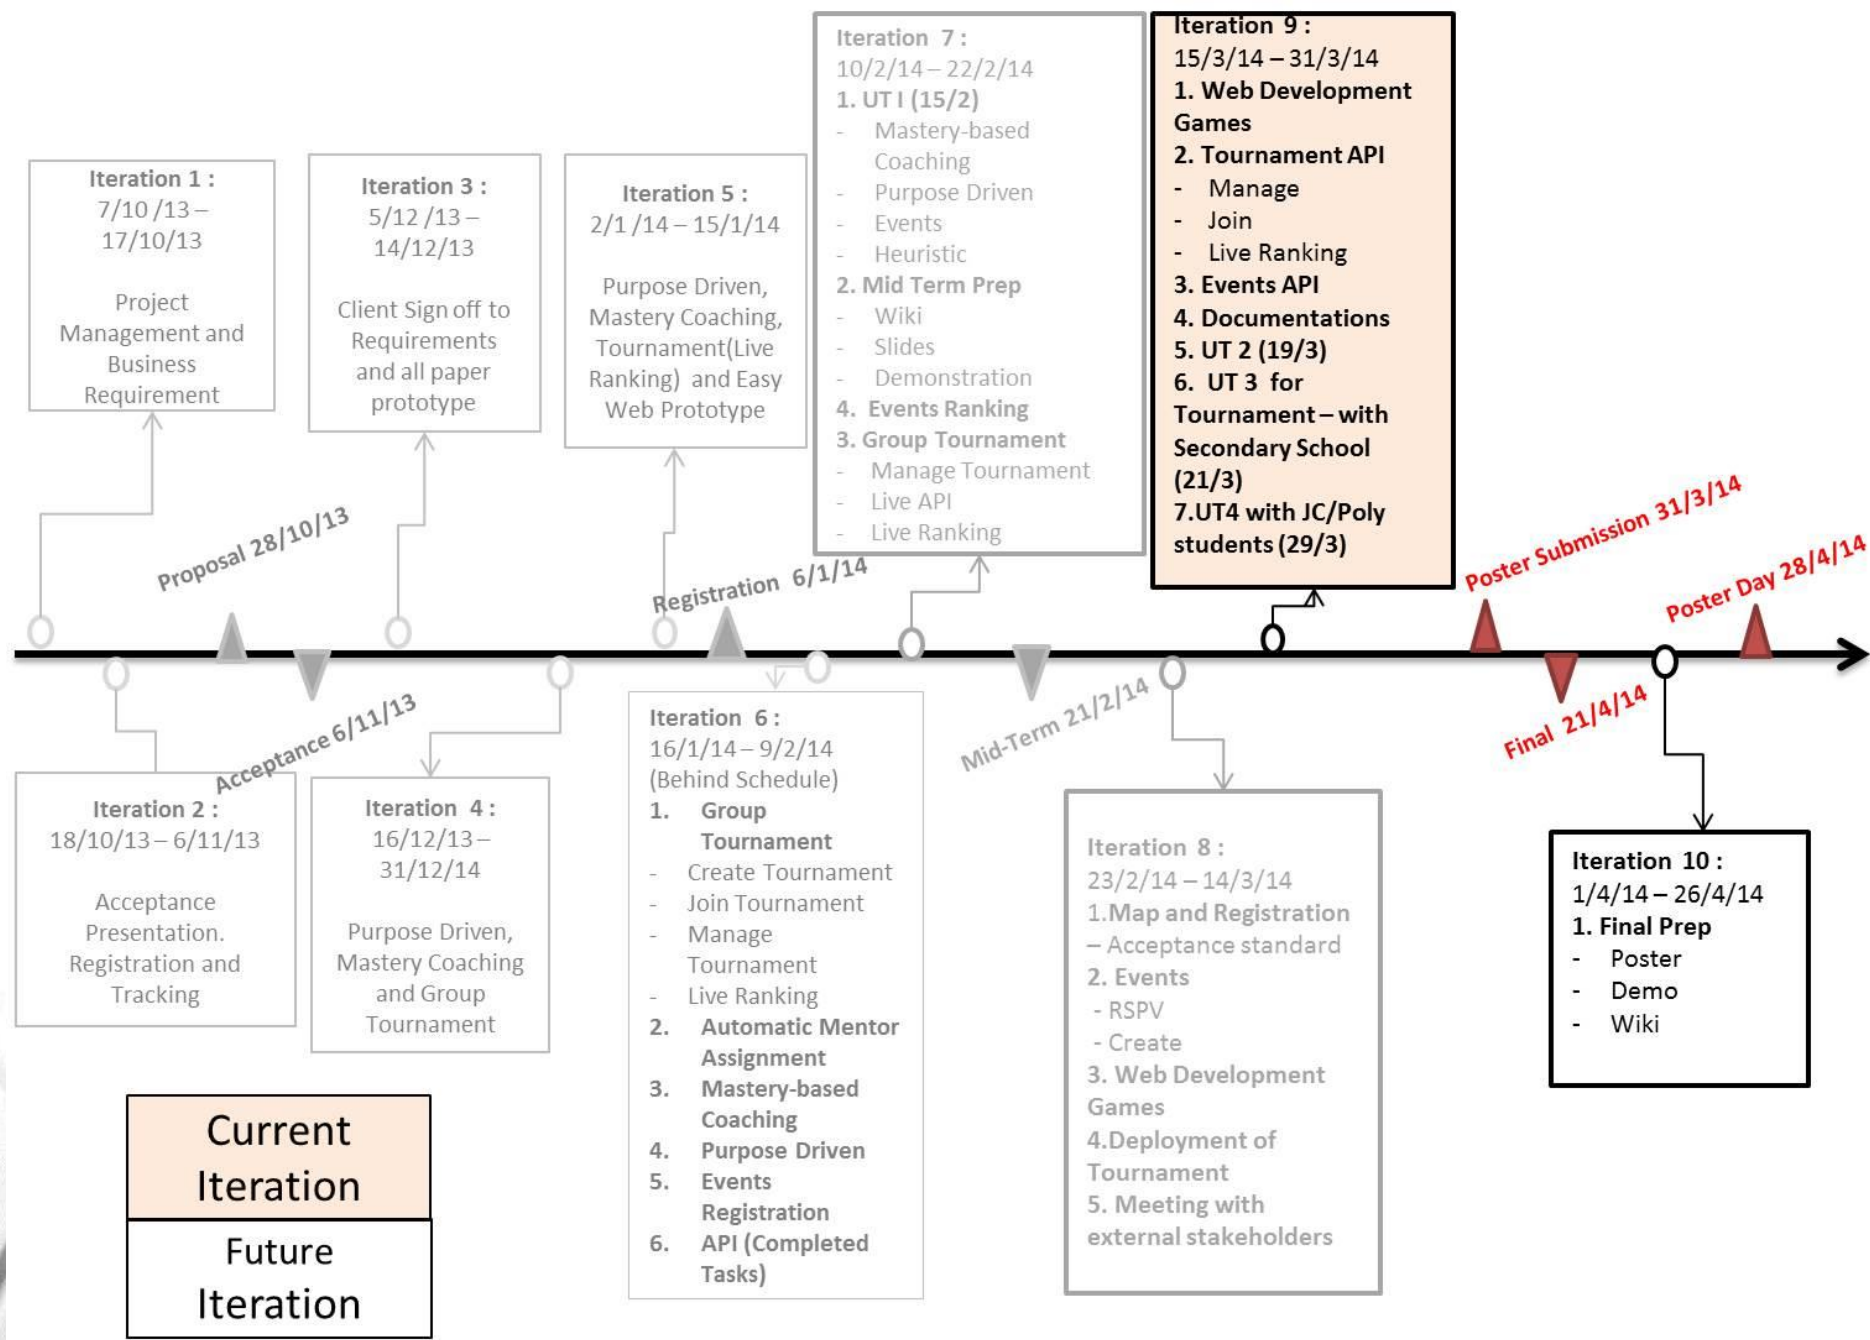 Iteration 1 :
7/10 /13 –
17/10/13
Project
Management and
Business
Requirement
Iteration 3 :
5/12 /13 –
14/12/13
Client Sign off to
Requirements
and all paper
prototype
Iteration 5 :
2/1 /14 – 15/1/14
Purpose Driven,
Mastery Coaching,
Tournament(Live
Ranking) and Easy
Web Prototype
Iteration 7 :
10/2/14 – 22/2/14
1. UT I (15/2)
- Mastery-based
Coaching
- Purpose Driven
- Events
- Heuristic
2. Mid Term Prep
- Wiki
- Slides
- Demonstration
4. Events Ranking
3. Group Tournament
- Manage Tournament
- Live API
- Live Ranking
Iteration 9 :
15/3/14 – 31/3/14
1. Web Development
Games
2. Tournament API
- Manage
- Join
- Live Ranking
3. Events API
4. Documentations
5. UT 2 (19/3)
6. UT 3 for
Tournament – with
Secondary School
(21/3)
7.UT4 with JC/Poly
students (29/3)
Proposal 28/10/13
Registration 6/1/14
Poster Submission 31/3/14
Poster Day 28/4/14
Acceptance 6/11/13
Mid-Term 21/2/14
Final 21/4/14
Iteration 2 :
18/10/13 – 6/11/13
Acceptance
Presentation.
Registration and
Tracking
Iteration 4 :
16/12/13 –
31/12/14
Purpose Driven,
Mastery Coaching
and Group
Tournament
Iteration 6 :
16/1/14 – 9/2/14
(Behind Schedule)
1. Group
Tournament
- Create Tournament
- Join Tournament
- Manage
Tournament
- Live Ranking
2. Automatic Mentor
Assignment
3. Mastery-based
Coaching
4. Purpose Driven
5. Events
Registration
6. API (Completed
Tasks)
Iteration 8 :
23/2/14 – 14/3/14
1.Map and Registration
– Acceptance standard
2. Events
- RSPV
- Create
3. Web Development
Games
4.Deployment of
Tournament
5. Meeting with
external stakeholders
Iteration 10 :
1/4/14 – 26/4/14
1. Final Prep
- Poster
- Demo
- Wiki
Current
Iteration
Future
Iteration